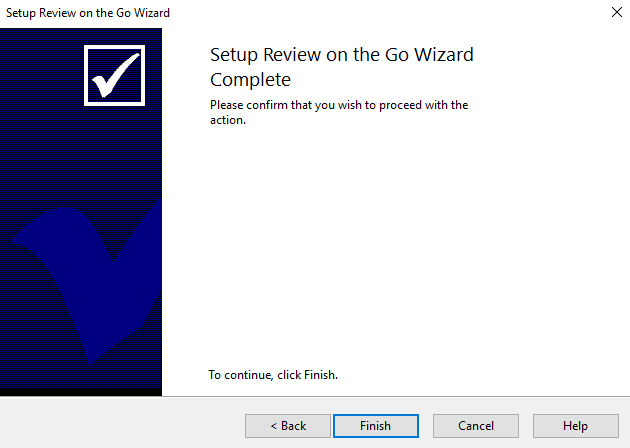 Setup Review on the Go Wizard
Setup Review on the Go Wizard
Complete
Please confirm that you wish to proceed with the
action.
To continue, click Finish.
< Back
Finish
Cancel
Help